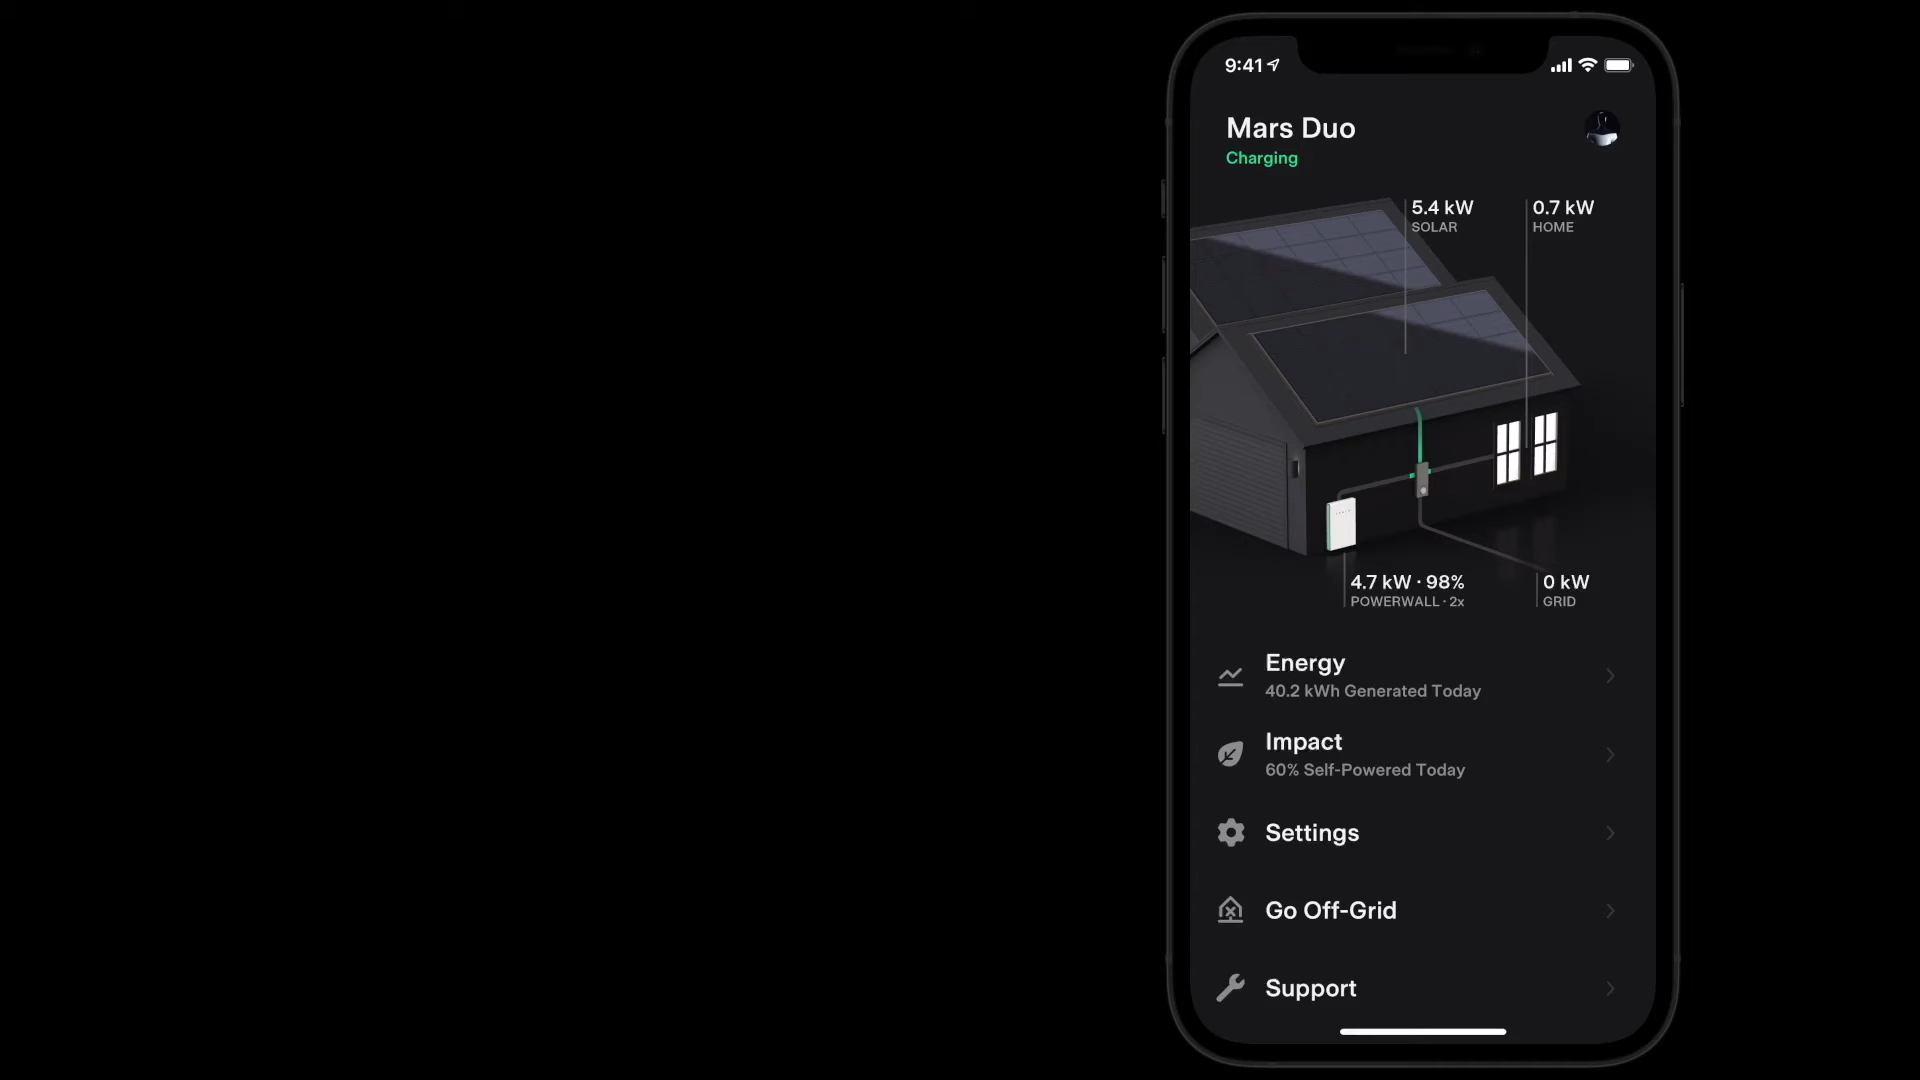 9:41
Mars Duo
Charging
5.4 kW
SOLAR
0.7 kW
HOME
4.7 kW · 98%
POWERWALL · 2x
0 kW
GRID
Energy
40.2 kWh Generated Today
Impact
60% Self-Powered Today
Settings
Go Off-Grid
Support